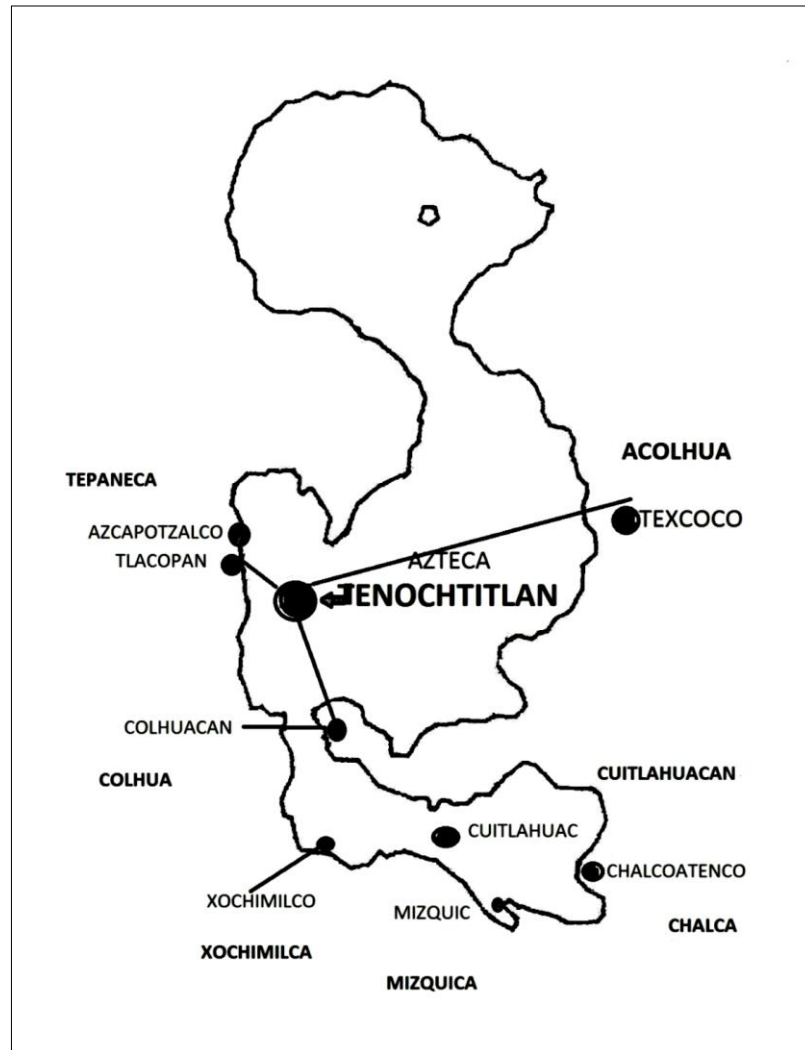 ACOLHUA
TEPANECA
TEXCOCO
AZCAPOTZALCO
TLACOPAN
AZTECA
TENOCHTITLAN
COLHUACAN
COLHUA
CUITLAHUACAN
CUITLAHUAC
CHALCOATENCO
XOCHIMILCO
MIZQUIC
CHALCA
XOCHIMILCA
MIZQUICA